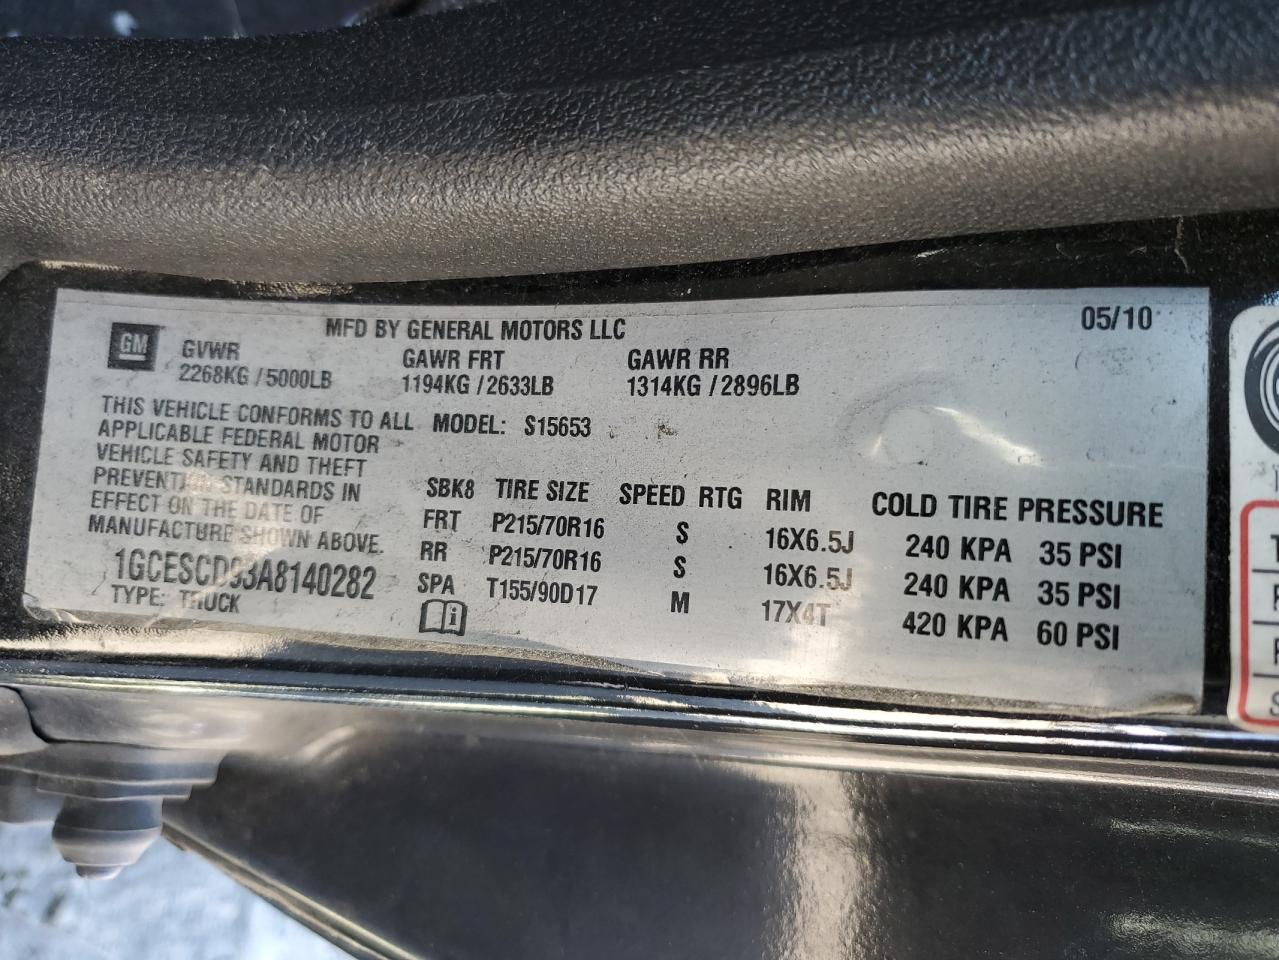 MFD BY GENERAL MOTORS LLC 05/10
GM
GVWR GAWR FRT GAWR RR
2268KG / 5000LB 1194KG / 2633LB 1314KG / 2896LB
THIS VEHICLE CONFORMS TO ALL
APPLICABLE FEDERAL MOTOR
VEHICLE SAFETY AND THEFT
PREVENTION STANDARDS IN
EFFECT ON THE DATE OF
MANUFACTURE SHOWN ABOVE.
1GCESCD93A8140282
TYPE: TRUCK
MODEL: S15653
SBK8 TIRE SIZE SPEED RTG RIM COLD TIRE PRESSURE
FRT P215/70R16 S 16X6.5J 240 KPA 35 PSI
RR P215/70R16 S 16X6.5J 240 KPA 35 PSI
SPA T155/90D17 M 17X4T 420 KPA 60 PSI